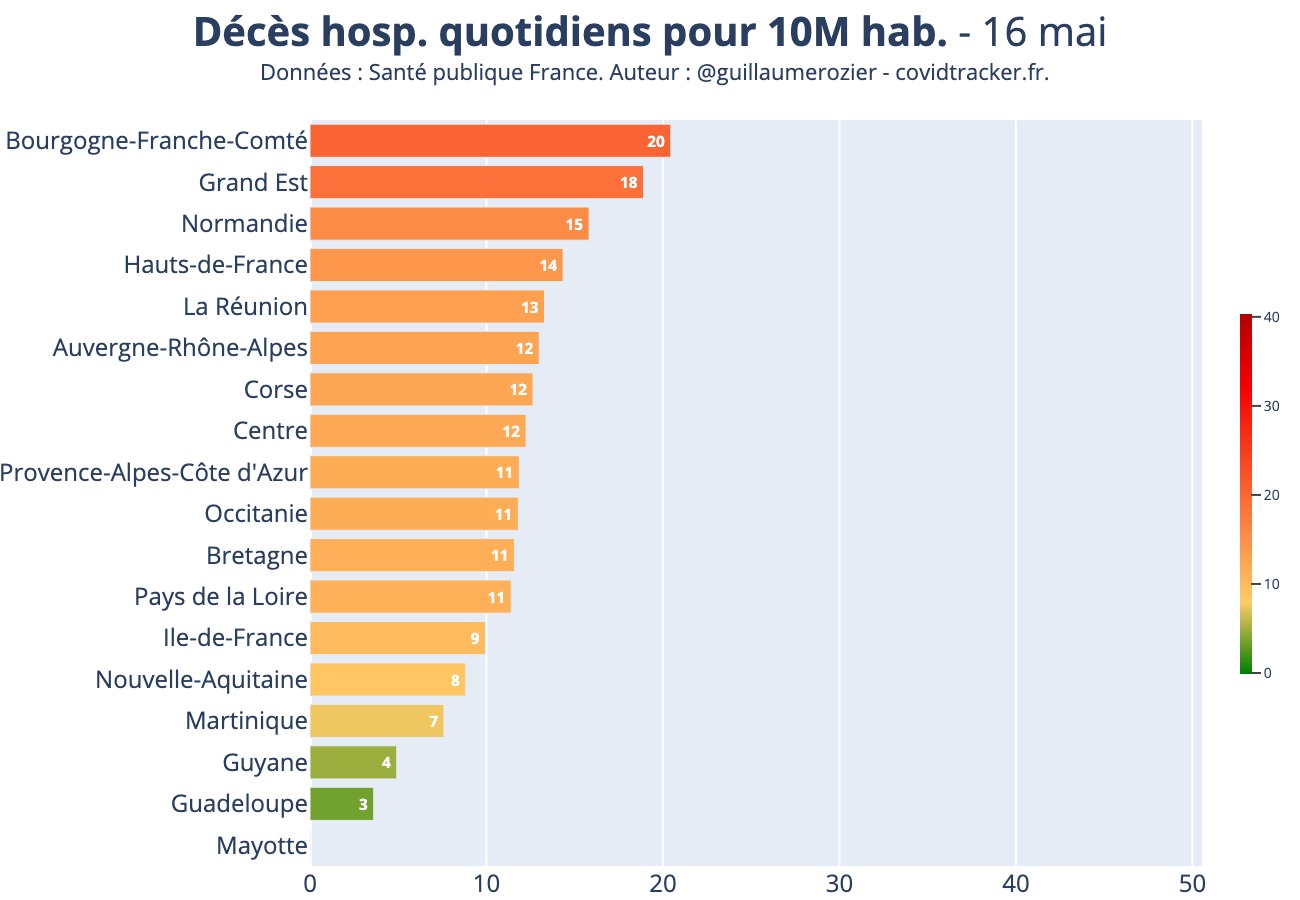 Décès hosp. quotidiens pour 10M hab. - 16 mai
Données : Santé publique France. Auteur : @guillaumerozier - covidtracker.fr.
Bourgogne-Franche-Comté 20
Grand Est 18
Normandie 15
Hauts-de-France 14
La Réunion 13
Auvergne-Rhône-Alpes 12
Corse 12
Centre 12
Provence-Alpes-Côte d'Azur 11
Occitanie 11
Bretagne 11
Pays de la Loire 11
Ile-de-France 9
Nouvelle-Aquitaine 8
Martinique 7
Guyane 4
Guadeloupe 3
Mayotte
0 10 20 30 40 50
40
30
20
10
0